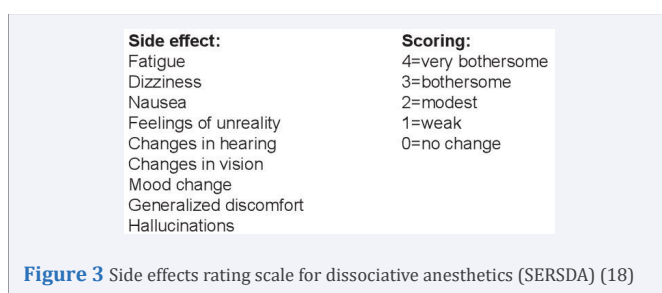 Side effect:
Fatigue
Dizziness
Nausea
Feelings of unreality
Changes in hearing
Changes in vision
Mood change
Generalized discomfort
Hallucinations
Scoring:
4=very bothersome
3=bothersome
2=modest
1=weak
0=no change
Figure 3 Side effects rating scale for dissociative anesthetics (SERSDA) (18)